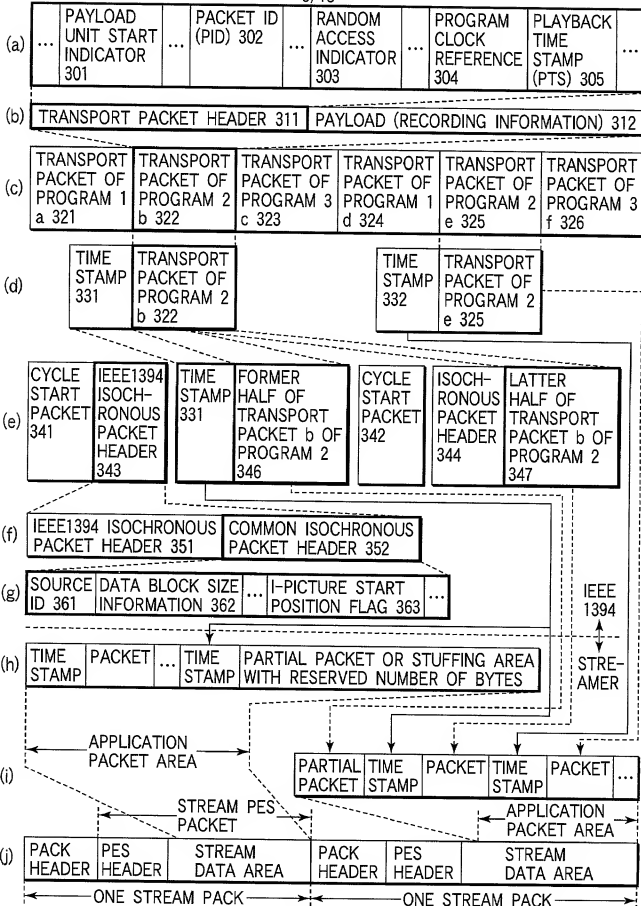 (a)
...
PAYLOAD
UNIT START
INDICATOR
301
...
PACKET ID
(PID) 302
...
RANDOM
ACCESS
INDICATOR
303
...
PROGRAM
CLOCK
REFERENCE
304
PLAYBACK
TIME
STAMP
(PTS) 305
...
(b)
TRANSPORT PACKET HEADER 311
PAYLOAD (RECORDING INFORMATION) 312
(c)
TRANSPORT
PACKET OF
PROGRAM 1
a 321
TRANSPORT
PACKET OF
PROGRAM 2
b 322
TRANSPORT
PACKET OF
PROGRAM 3
c 323
TRANSPORT
PACKET OF
PROGRAM 1
d 324
TRANSPORT
PACKET OF
PROGRAM 2
e 325
TRANSPORT
PACKET OF
PROGRAM 3
f 326
(d)
TIME
STAMP
331
TRANSPORT
PACKET OF
PROGRAM 2
b 322
TIME
STAMP
332
TRANSPORT
PACKET OF
PROGRAM 2
e 325
(e)
CYCLE
START
PACKET
341
IEEE1394
ISOCH-
RONOUS
PACKET
HEADER
343
TIME
STAMP
331
FORMER
HALF OF
TRANSPORT
PACKET b OF
PROGRAM 2
346
CYCLE
START
PACKET
342
ISOCH-
RONOUS
PACKET
HEADER
344
LATTER
HALF OF
TRANSPORT
PACKET b OF
PROGRAM 2
347
(f)
IEEE1394 ISOCHRONOUS
PACKET HEADER 351
COMMON ISOCHRONOUS
PACKET HEADER 352
(g)
SOURCE
ID 361
DATA BLOCK SIZE
INFORMATION 362
...
I-PICTURE START
POSITION FLAG 363
...
IEEE
1394
STRE-
AMER
(h)
TIME
STAMP
PACKET
...
TIME
STAMP
PARTIAL PACKET OR STUFFING AREA
WITH RESERVED NUMBER OF BYTES
APPLICATION
PACKET AREA
(i)
PARTIAL
PACKET
TIME
STAMP
PACKET
TIME
STAMP
PACKET
...
STREAM PES
PACKET
APPLICATION
PACKET AREA
(j)
PACK
HEADER
PES
HEADER
STREAM
DATA AREA
PACK
HEADER
PES
HEADER
STREAM
DATA AREA
ONE STREAM PACK
ONE STREAM PACK